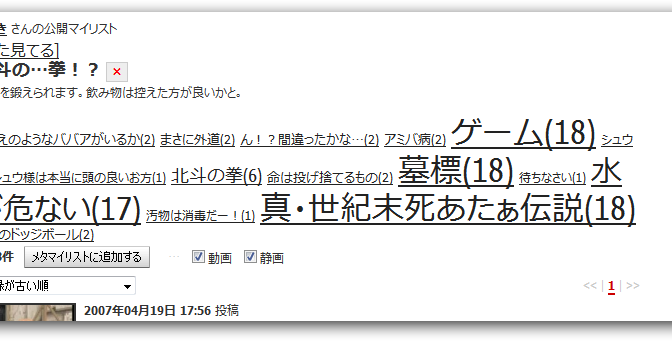 き さんの公開マイリスト
た見てる]
斗の…拳！？ ×
を鍛えられます。飲み物は控えた方が良いかと。
えのようなババアがいるか(2) まさに外道(2) ん！？間違ったかな…(2) アミバ病(2) ゲーム(18) シュウ
シュウ様は本当に頭の良いお方(1) 北斗の拳(6) 命は投げ捨てるもの(2) 墓標(18) 待ちなさい(1) 水
が危ない(17) 汚物は消毒だー！(1) 真・世紀末死あたぁ伝説(18)
のドッジボール(2)
件 メタマイリストに追加する … 動画 静画
録が古い順 << | 1 | >>
2007年04月19日 17:56 投稿